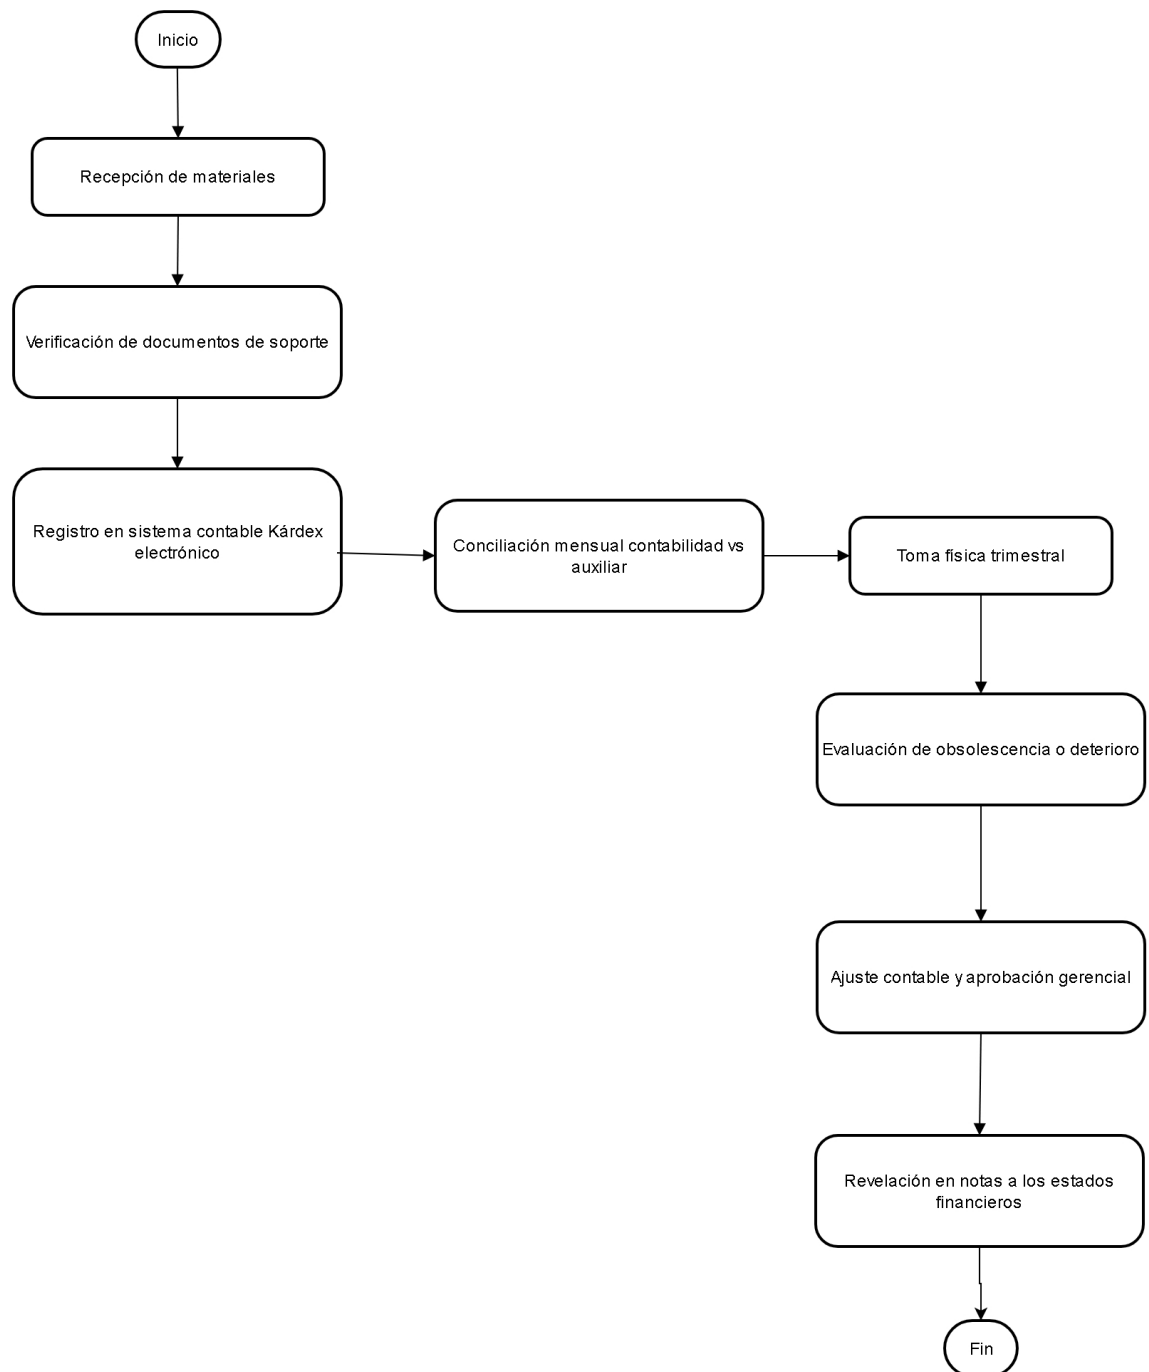 Inicio
Recepción de materiales
Verificación de documentos de soporte
Registro en sistema contable Kárdex
electrónico
Conciliación mensual contabilidad vs
auxiliar
Toma física trimestral
Evaluación de obsolescencia o deterioro
Ajuste contable y aprobación gerencial
Revelación en notas a los estados
financieros
Fin